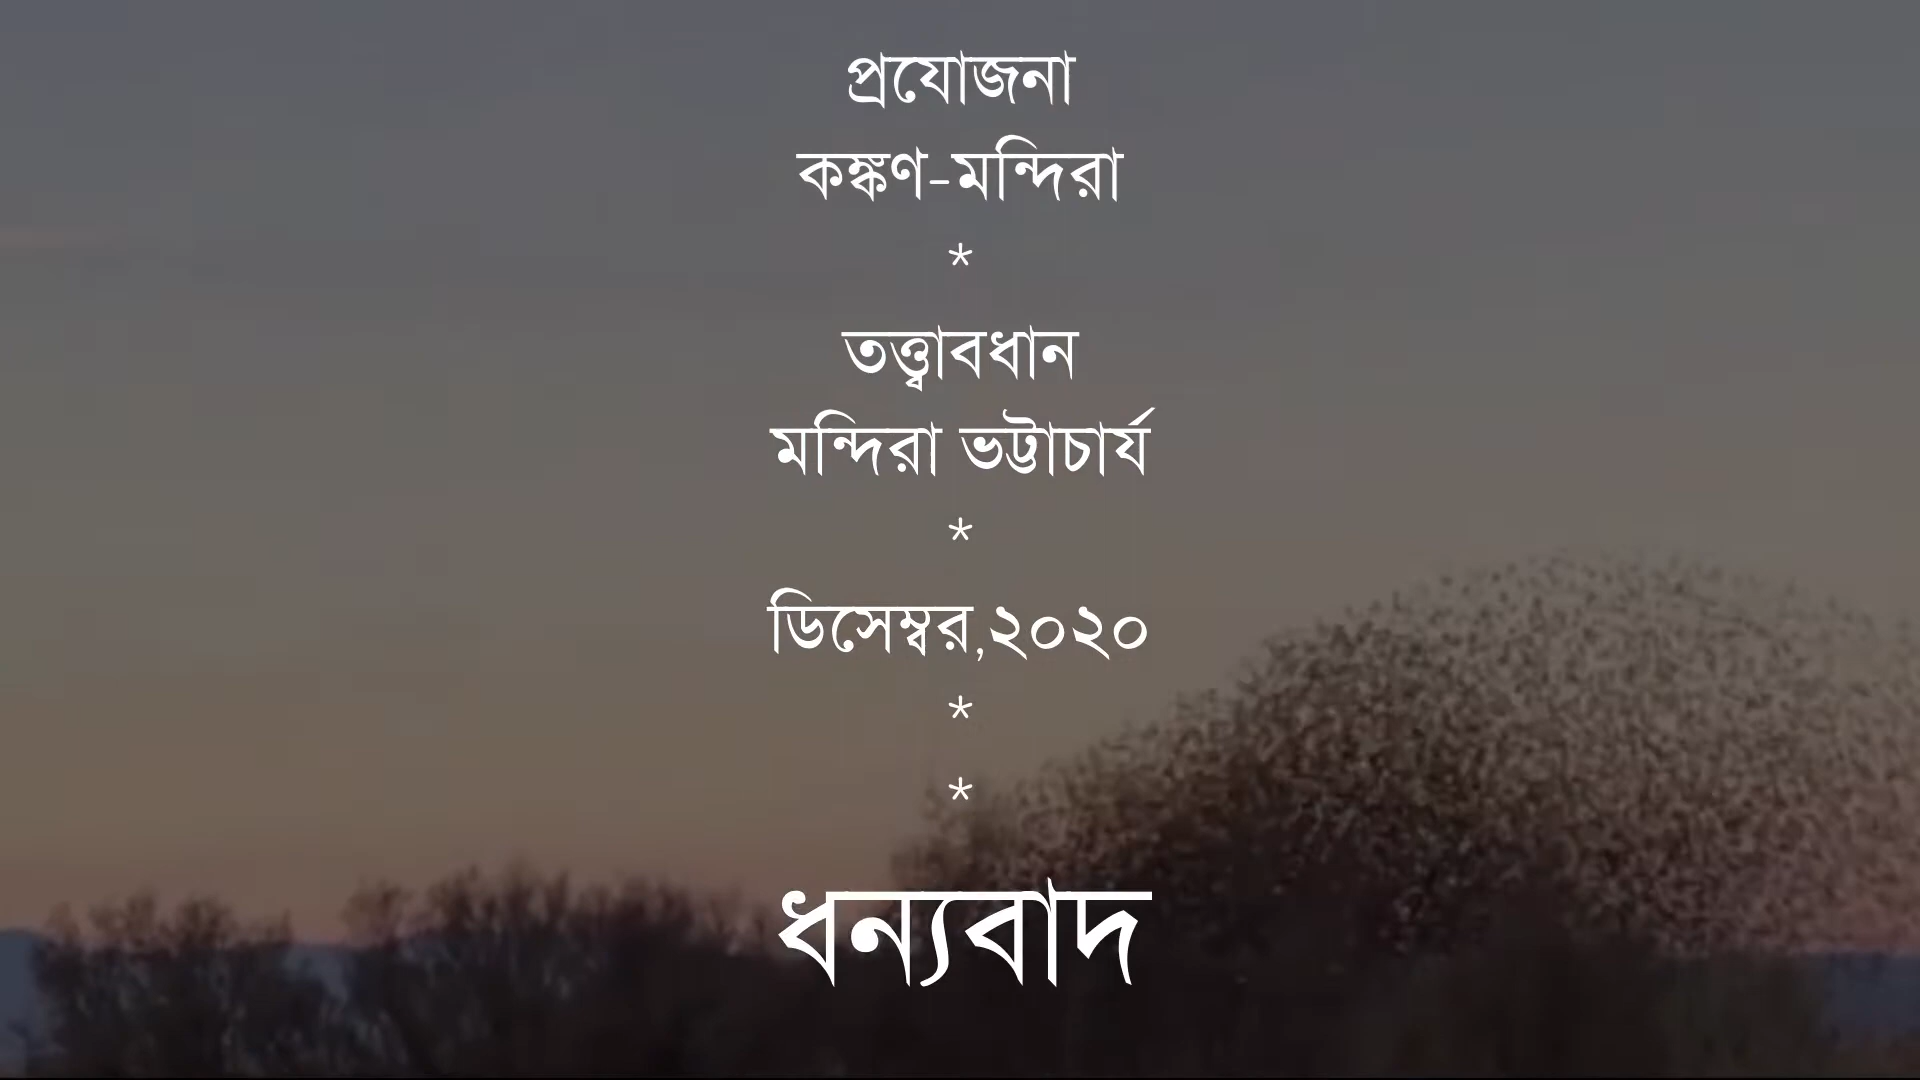 প্রযোজনা
কঙ্কণ-মন্দিরা
*
তত্ত্বাবধান
মন্দিরা ভট্টাচার্য
*
ডিসেম্বর,২০২০
*
*
ধন্যবাদ